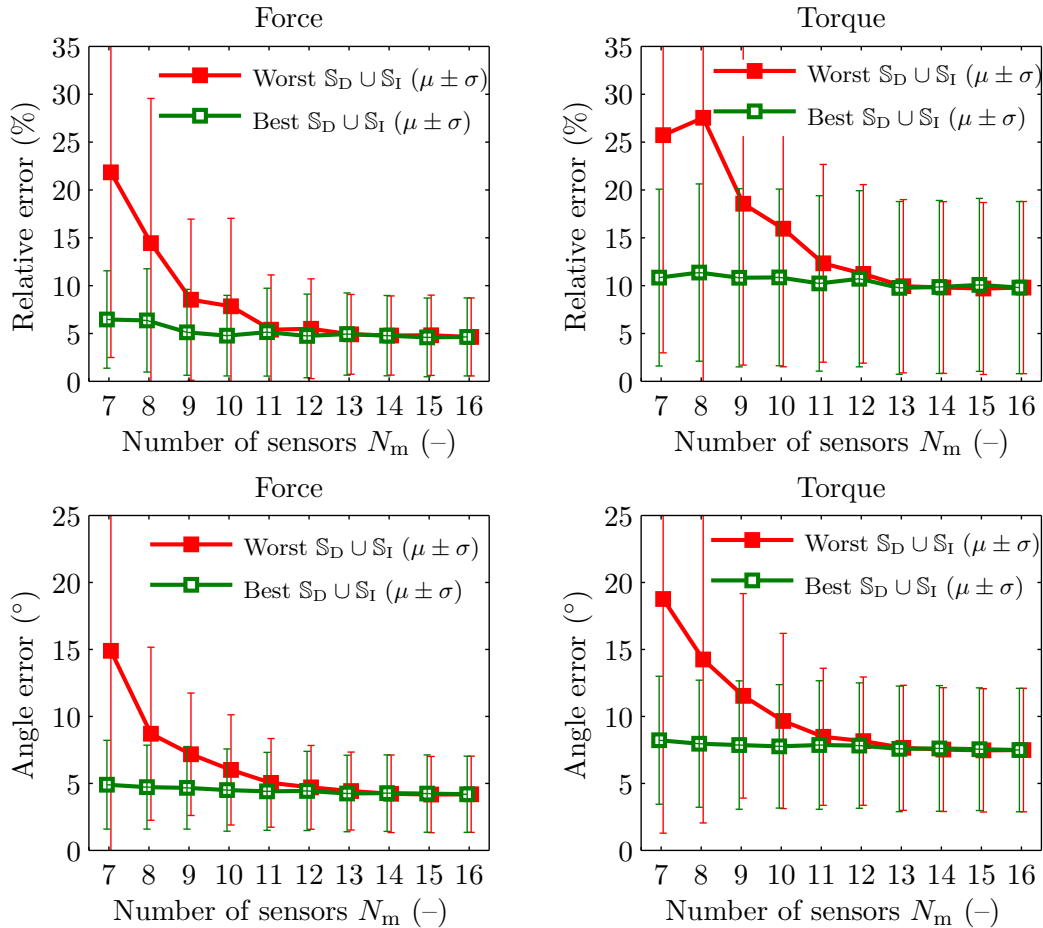 Force
35
30
25
20
15
10
5
0
Relative error (%)
Worst 𝕊D ∪ 𝕊I (μ ± σ)
Best 𝕊D ∪ 𝕊I (μ ± σ)
7 8 9 10 11 12 13 14 15 16
Number of sensors Nm (–)
Torque
35
30
25
20
15
10
5
0
Relative error (%)
Worst 𝕊D ∪ 𝕊I (μ ± σ)
Best 𝕊D ∪ 𝕊I (μ ± σ)
7 8 9 10 11 12 13 14 15 16
Number of sensors Nm (–)
Force
25
20
15
10
5
0
Angle error (°)
Worst 𝕊D ∪ 𝕊I (μ ± σ)
Best 𝕊D ∪ 𝕊I (μ ± σ)
7 8 9 10 11 12 13 14 15 16
Number of sensors Nm (–)
Torque
25
20
15
10
5
0
Angle error (°)
Worst 𝕊D ∪ 𝕊I (μ ± σ)
Best 𝕊D ∪ 𝕊I (μ ± σ)
7 8 9 10 11 12 13 14 15 16
Number of sensors Nm (–)